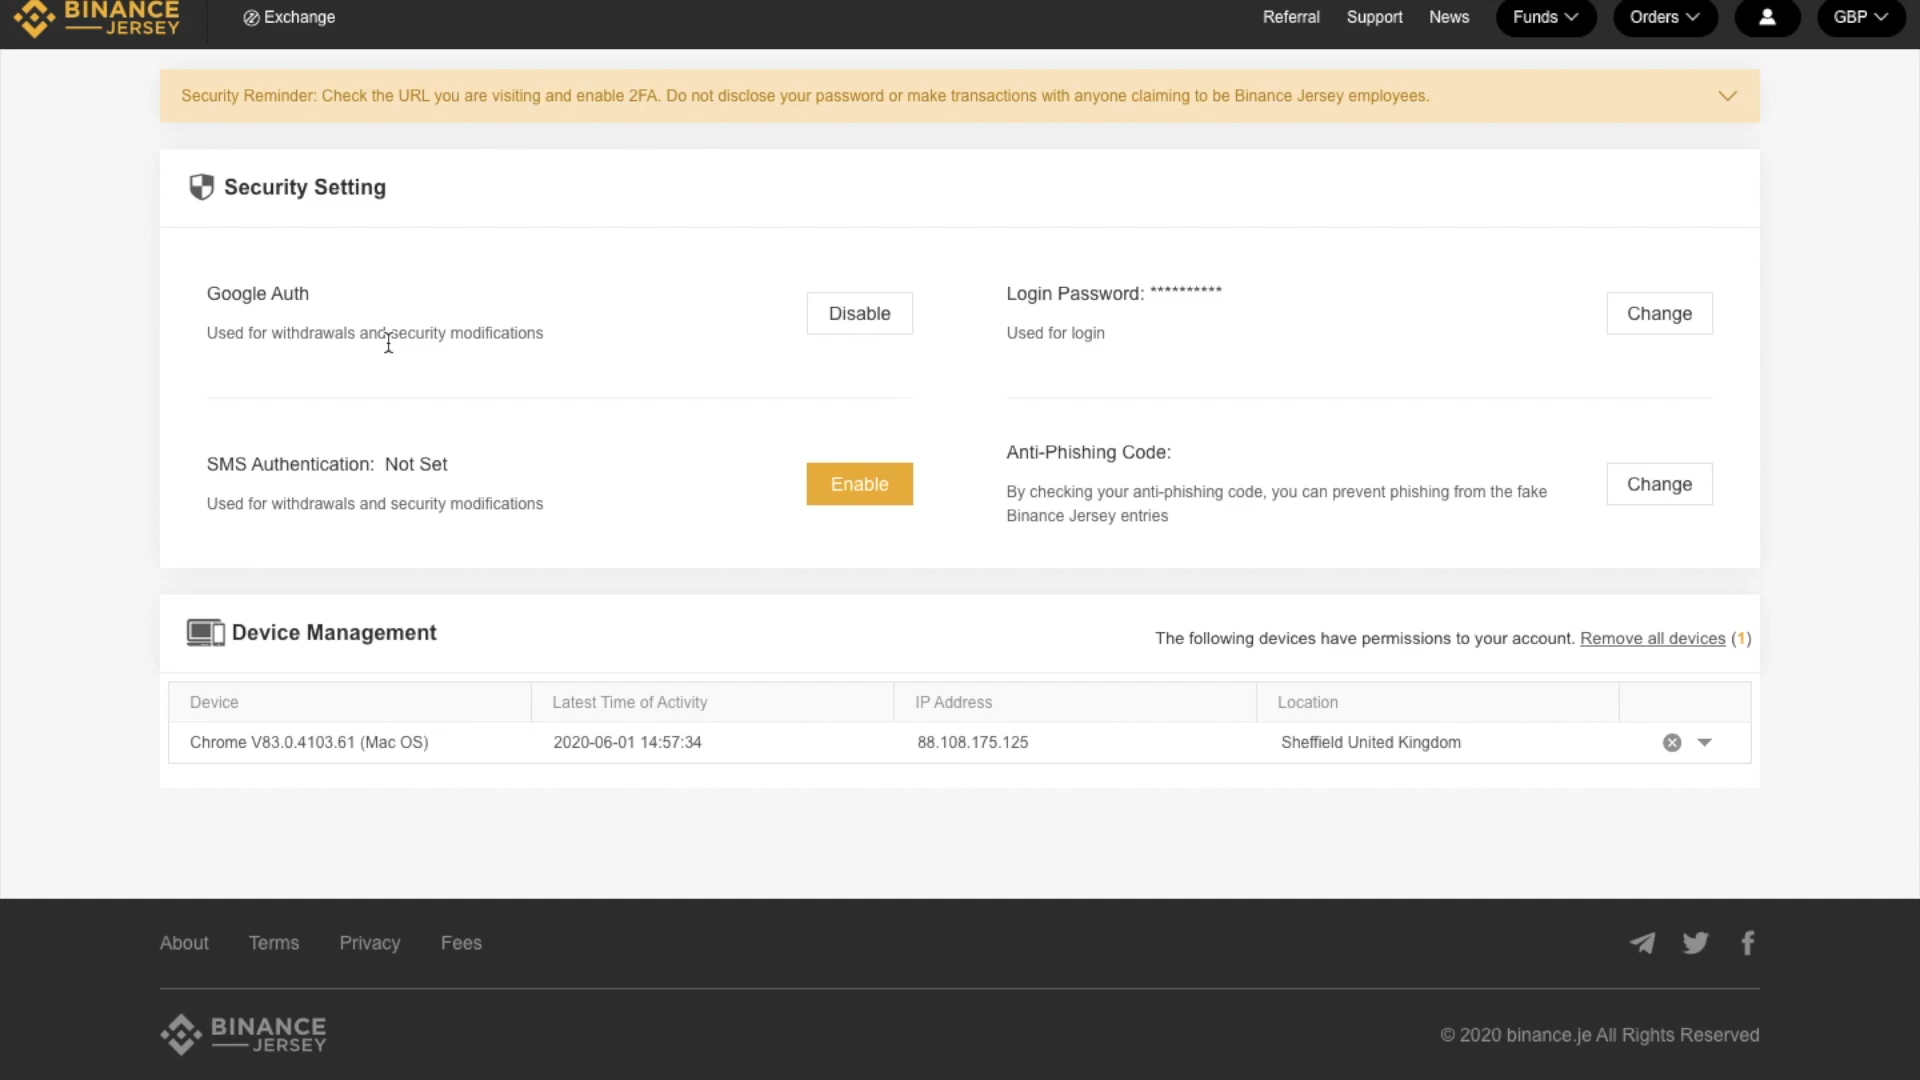 BINANCE
JERSEY
Exchange
Referral
Support
News
Funds
Orders
GBP
Security Reminder: Check the URL you are visiting and enable 2FA. Do not disclose your password or make transactions with anyone claiming to be Binance Jersey employees.
Security Setting
Google Auth
Used for withdrawals and security modifications
Disable
Login Password: **********
Used for login
Change
SMS Authentication: Not Set
Used for withdrawals and security modifications
Enable
Anti-Phishing Code:
By checking your anti-phishing code, you can prevent phishing from the fake
Binance Jersey entries
Change
Device Management
The following devices have permissions to your account. Remove all devices (1)
Device
Latest Time of Activity
IP Address
Location
Chrome V83.0.4103.61 (Mac OS)
2020-06-01 14:57:34
88.108.175.125
Sheffield United Kingdom
About
Terms
Privacy
Fees
BINANCE
JERSEY
© 2020 binance.je All Rights Reserved